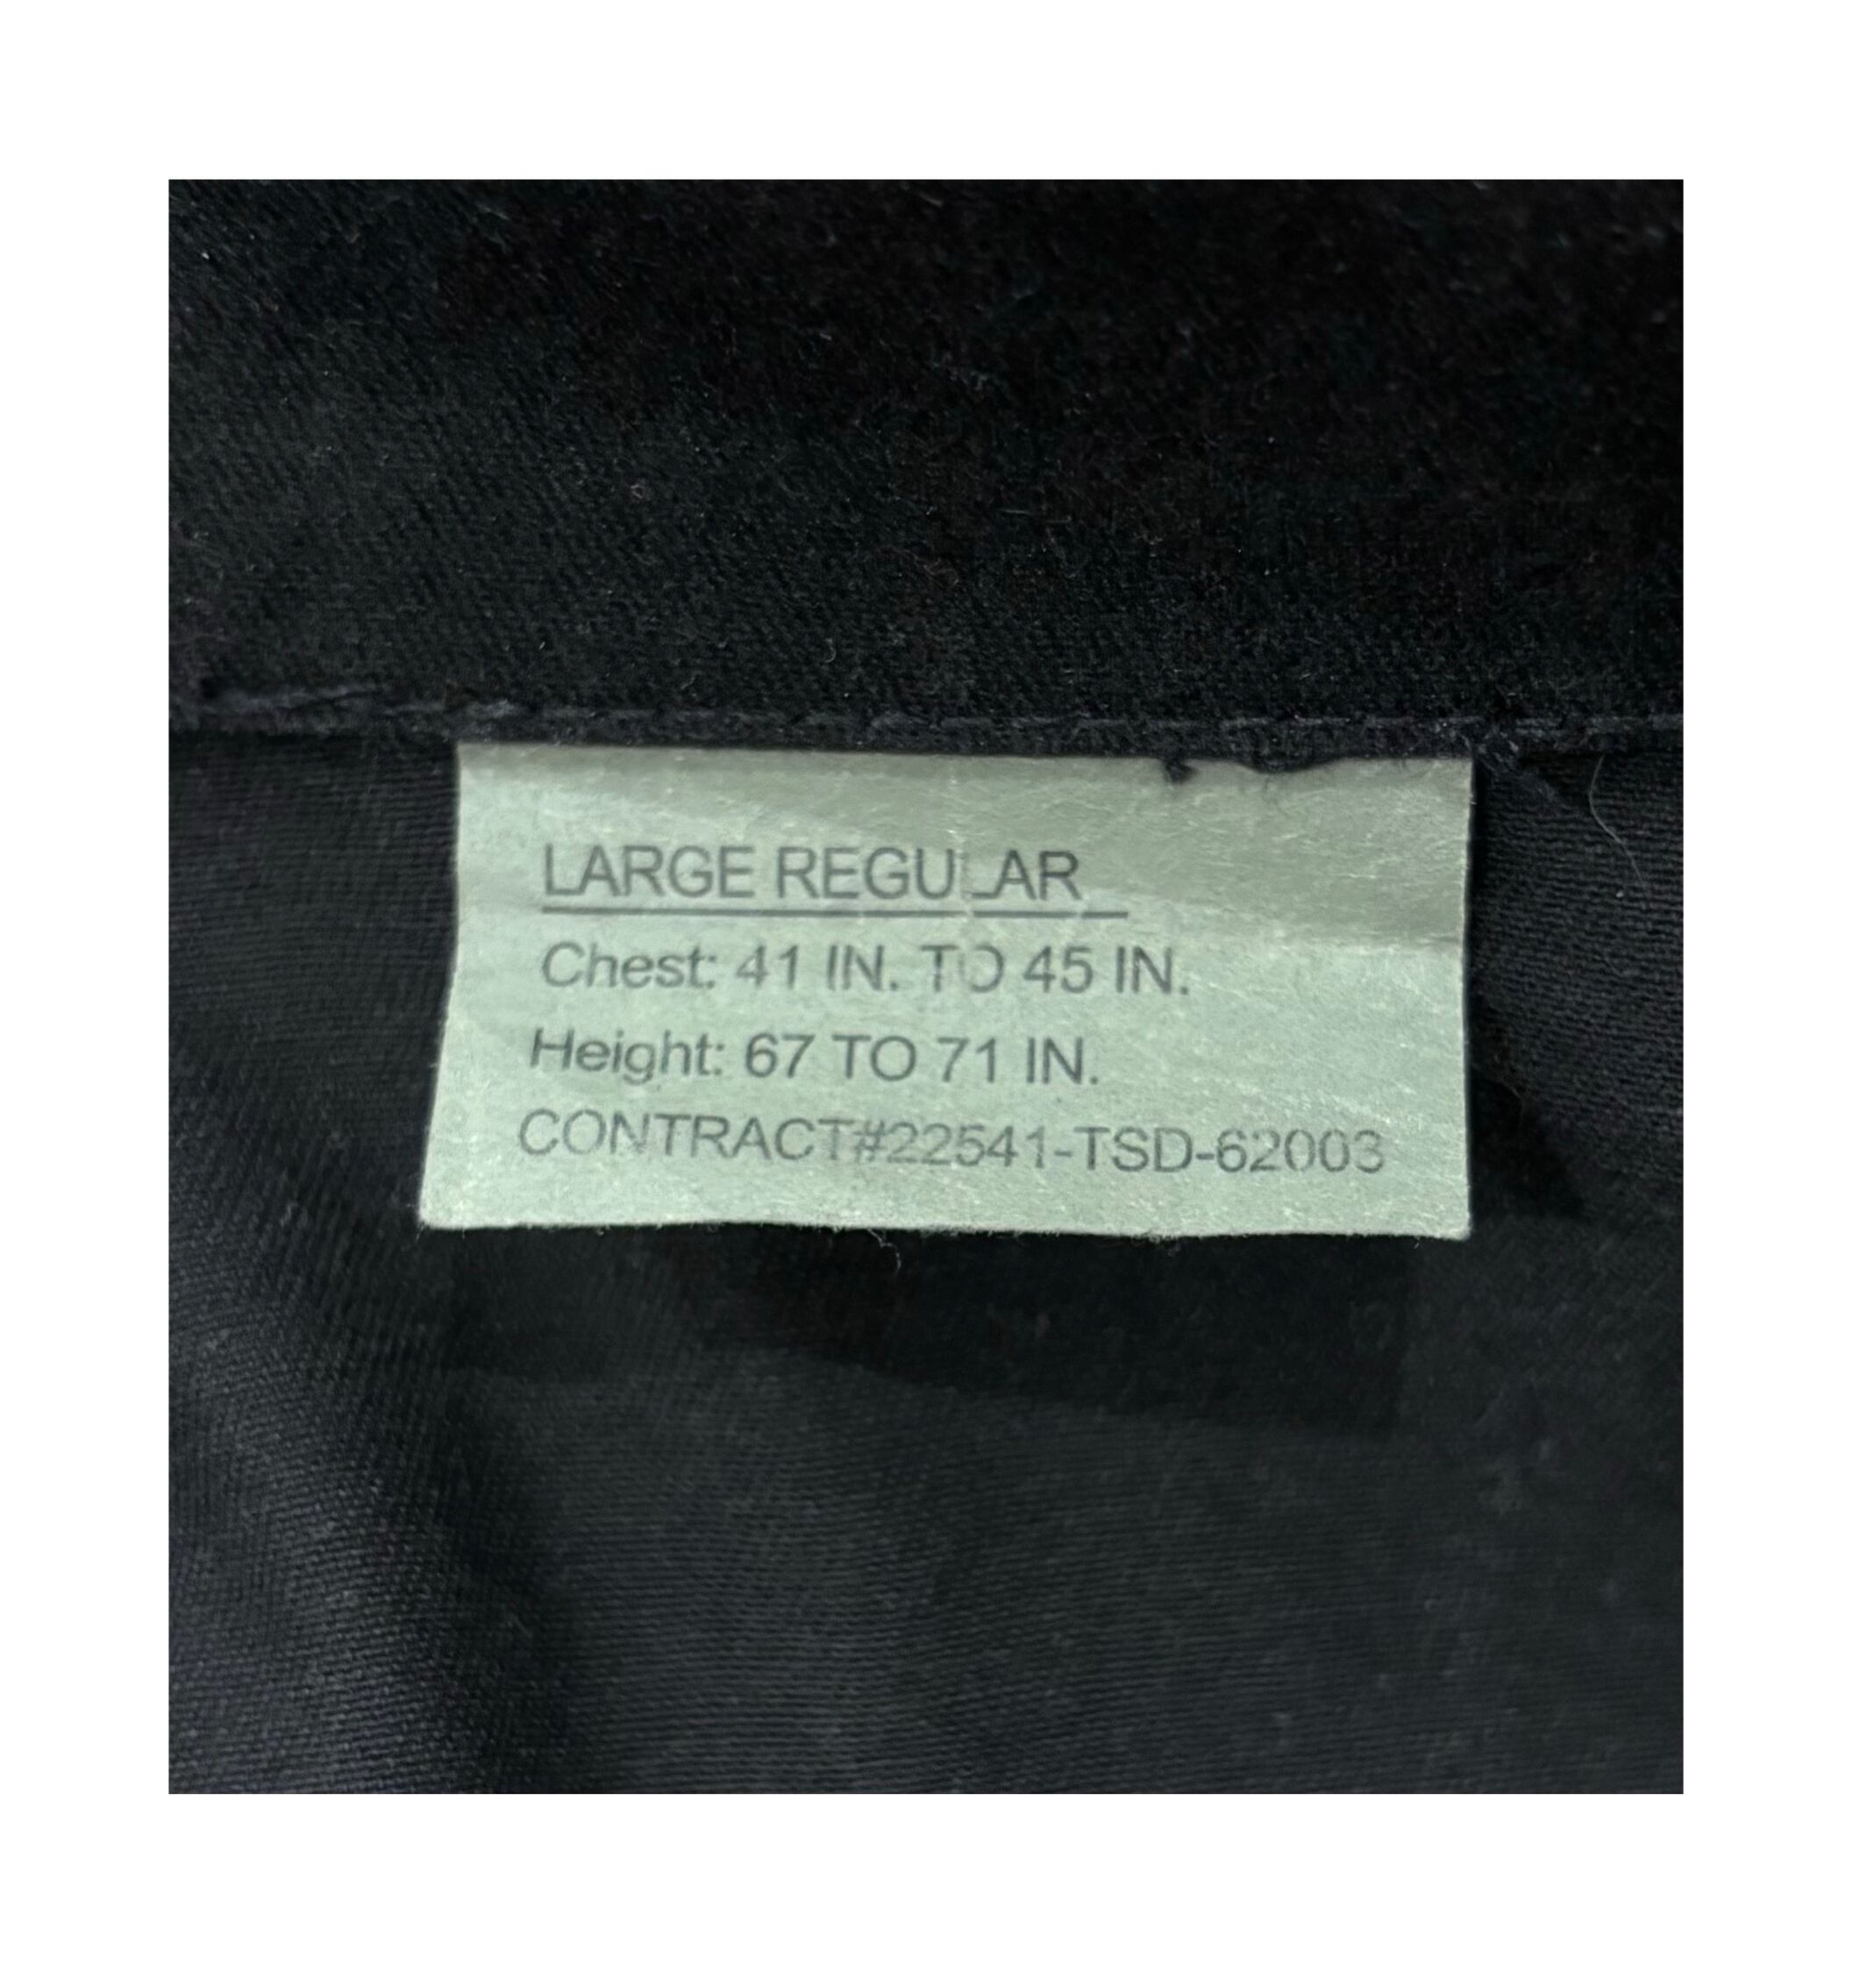 LARGE REGULAR
Chest: 41 IN. TO 45 IN.
Height: 67 TO 71 IN.
CONTRACT#22541-TSD-62003